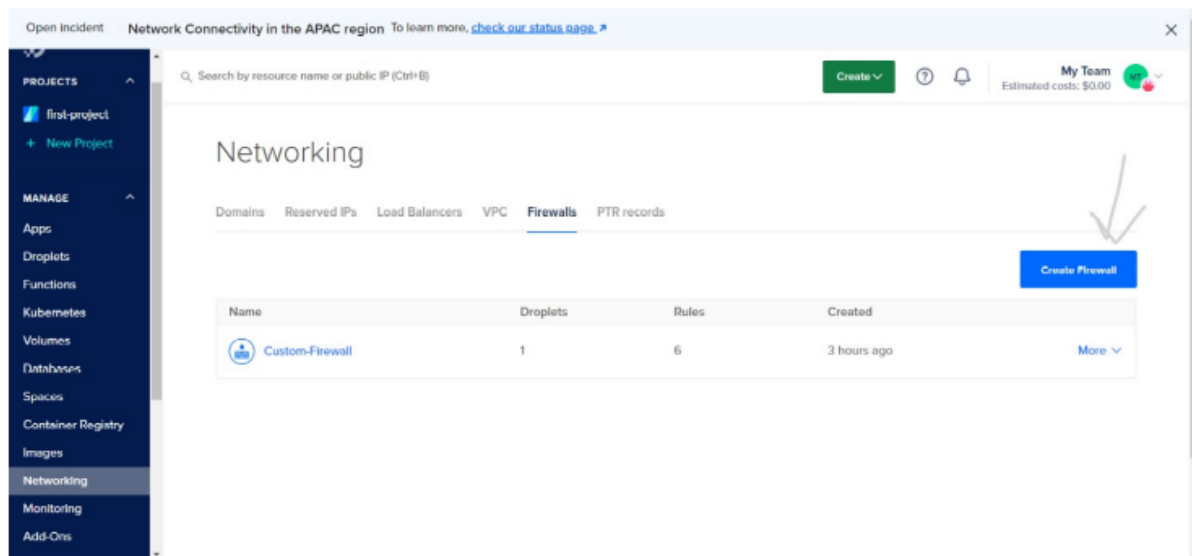 Open incident Network Connectivity in the APAC region To learn more, check our status page
PROJECTS
first-project
+ New Project
MANAGE
Apps
Droplets
Functions
Kubernetes
Volumes
Databases
Spaces
Container Registry
Images
Networking
Monitoring
Add-Ons
Search by resource name or public IP (Ctrl+B)
Create
?
My Team
Estimated costs: $0.00
MT
Networking
Domains Reserved IPs Load Balancers VPC Firewalls PTR records
Create Firewall
Name Droplets Rules Created
Custom-Firewall 1 6 3 hours ago More